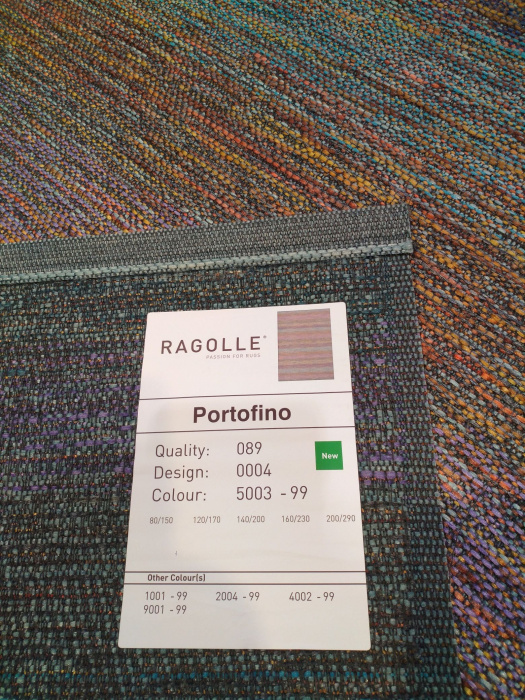 RAGOLLE®
PASSION FOR RUGS
Portofino
Quality: 089
New
Design: 0004
Colour: 5003 - 99
80/150 120/170 140/200 160/230 200/290
Other Colour(s)
1001 - 99 2004 - 99 4002 - 99
9001 - 99